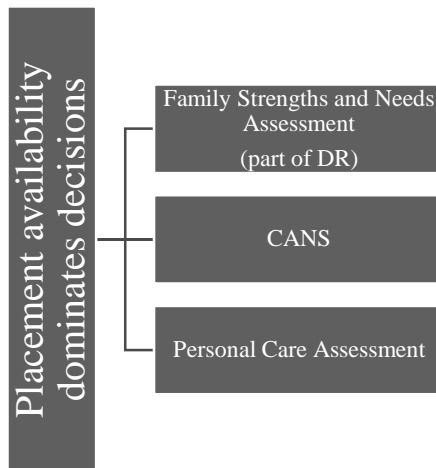 Placement availability
dominates decisions
Family Strengths and Needs
Assessment
(part of DR)
CANS
Personal Care Assessment